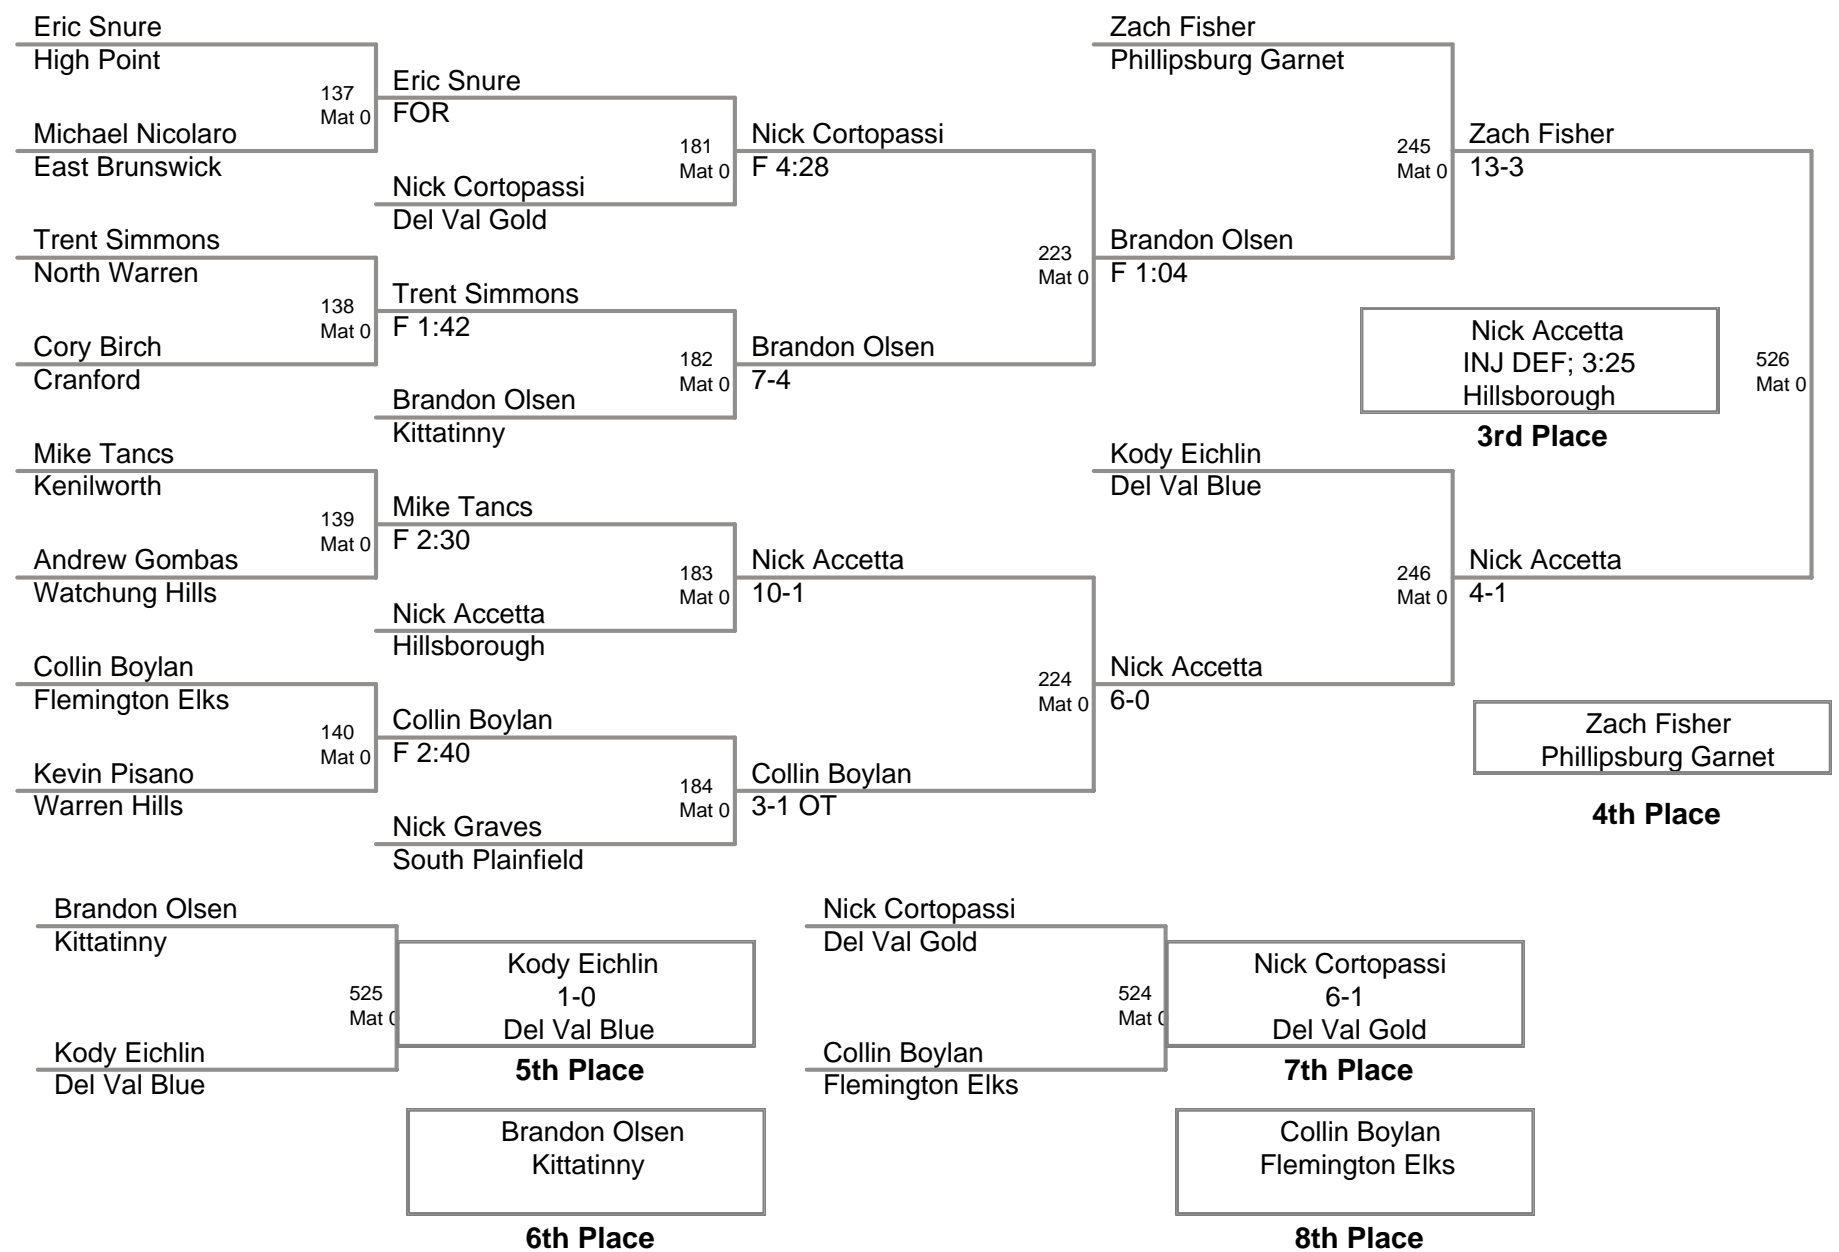 Eric Snure
High Point
137
Mat 0
Michael Nicolaro
East Brunswick
Trent Simmons
North Warren
138
Mat 0
Cory Birch
Cranford
Mike Tancs
Kenilworth
139
Mat 0
Andrew Gombas
Watchung Hills
Collin Boylan
Flemington Elks
140
Mat 0
Kevin Pisano
Warren Hills
Eric Snure
FOR
181
Mat 0
Nick Cortopassi
Del Val Gold
Trent Simmons
F 1:42
182
Mat 0
Brandon Olsen
Kittatinny
Mike Tancs
F 2:30
183
Mat 0
Nick Accetta
Hillsborough
Collin Boylan
F 2:40
184
Mat 0
Nick Graves
South Plainfield
Nick Cortopassi
F 4:28
223
Mat 0
Brandon Olsen
7-4
Nick Accetta
10-1
224
Mat 0
Collin Boylan
3-1 OT
Zach Fisher
Phillipsburg Garnet
245
Mat 0
Brandon Olsen
F 1:04
Kody Eichlin
Del Val Blue
246
Mat 0
Nick Accetta
6-0
Zach Fisher
13-3
526
Mat 0
Nick Accetta
4-1
Nick Accetta
INJ DEF; 3:25
Hillsborough
3rd Place
Zach Fisher
Phillipsburg Garnet
4th Place
Brandon Olsen
Kittatinny
525
Mat 0
Kody Eichlin
Del Val Blue
Kody Eichlin
1-0
Del Val Blue
5th Place
Brandon Olsen
Kittatinny
6th Place
Nick Cortopassi
Del Val Gold
524
Mat 0
Collin Boylan
Flemington Elks
Nick Cortopassi
6-1
Del Val Gold
7th Place
Collin Boylan
Flemington Elks
8th Place